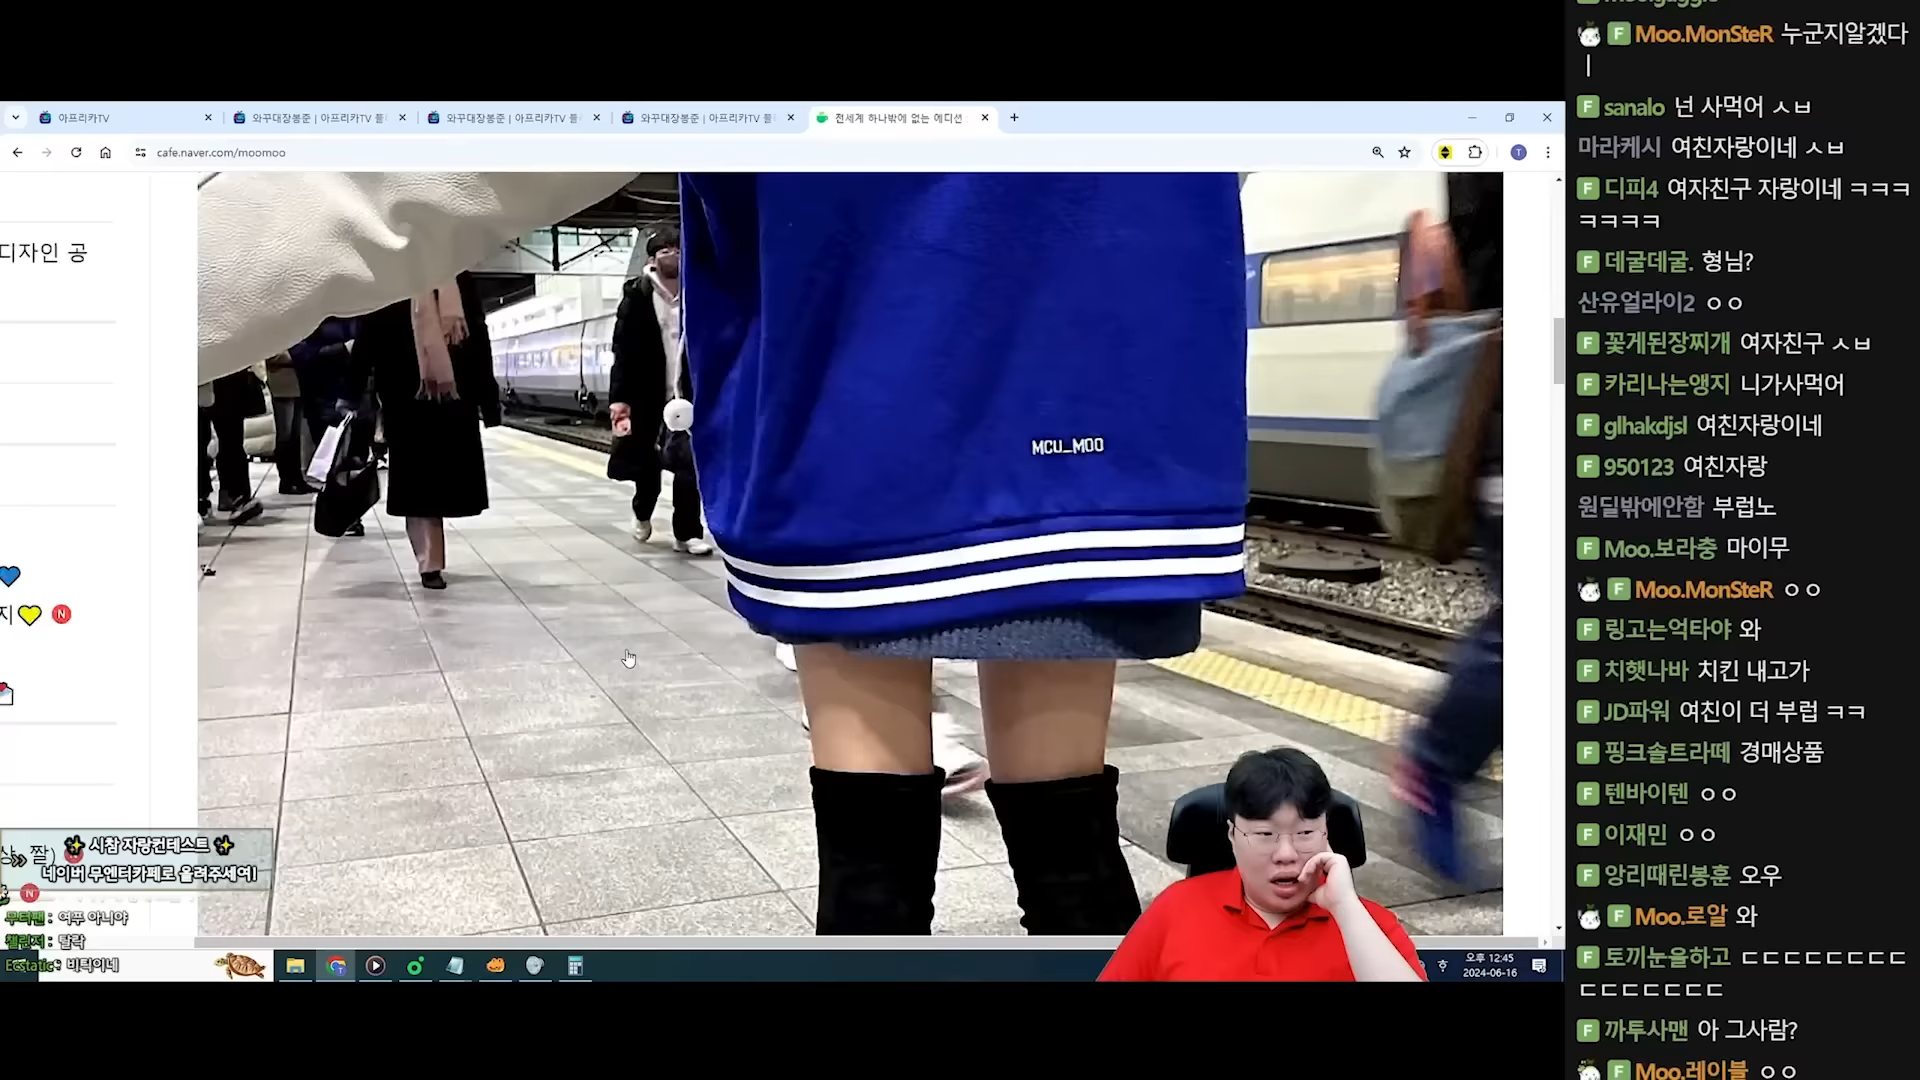 아프리카TV
와꾸대장봉준 | 아프리카TV 플
와꾸대장봉준 | 아프리카TV 플
와꾸대장봉준 | 아프리카TV 플
전세계 하나밖에 없는 에디션
cafe.naver.com/moomoo
T
디자인 공
지💛 N
MCU_MOO
✨ 시참 자랑컨테스트 ✨
네이버 무엔터카페로 올려주세여!
짤)
N
무터맨 : 여푸 아니야
챌린저 : 탈락
Ecstatic : 비틱이네
오후 12:45
2024-06-16
F Moo.MonSteR 누군지알겠다
ㅣ
F sanalo 넌 사먹어 ㅅㅂ
마라케시 여친자랑이네 ㅅㅂ
F 디피4 여자친구 자랑이네 ㅋㅋㅋ
ㅋㅋㅋㅋ
F 데굴데굴. 형님?
산유얼라이2 ㅇㅇ
F 꽃게된장찌개 여자친구 ㅅㅂ
F 카리나는앵지 니가사먹어
F glhakdjsl 여친자랑이네
F 950123 여친자랑
원딜밖에안함 부럽노
F Moo.보라충 마이무
F Moo.MonSteR ㅇㅇ
F 링고는억타야 와
F 치햇나바 치킨 내고가
F JD파워 여친이 더 부럽 ㅋㅋ
F 핑크솔트라떼 경매상품
F 텐바이텐 ㅇㅇ
F 이재민 ㅇㅇ
F 앙리때린봉훈 오우
F Moo.로알 와
F 토끼눈을하고 ㄷㄷㄷㄷㄷㄷㄷㄷ
ㄷㄷㄷㄷㄷㄷㄷ
F 까투사맨 아 그사람?
F Moo.레이블 ㅇㅇ